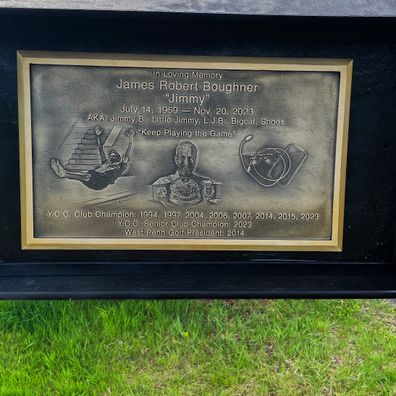 In Loving Memory
James Robert Boughner
"Jimmy"
July 14, 1959 — Nov. 20, 2023
AKA: Jimmy B., Little Jimmy, L.J.B., Bigcat, Shoes
"Keep Playing the Game"
Y.C.C. Club Champion: 1994, 1997, 2004, 2006, 2007, 2014, 2015, 2023
Y.C.C. Senior Club Champion: 2023
West Penn Golf President: 2014